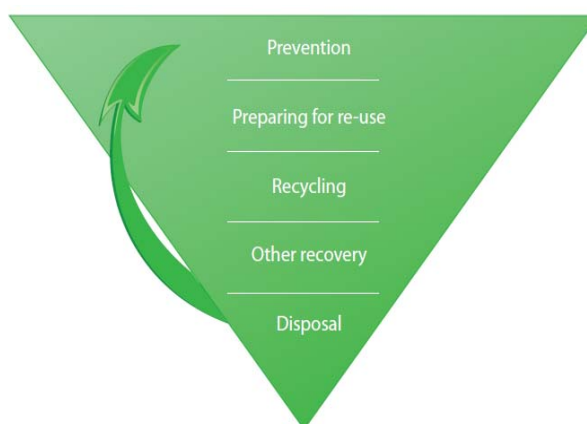 Prevention
Preparing for re-use
Recycling
Other recovery
Disposal